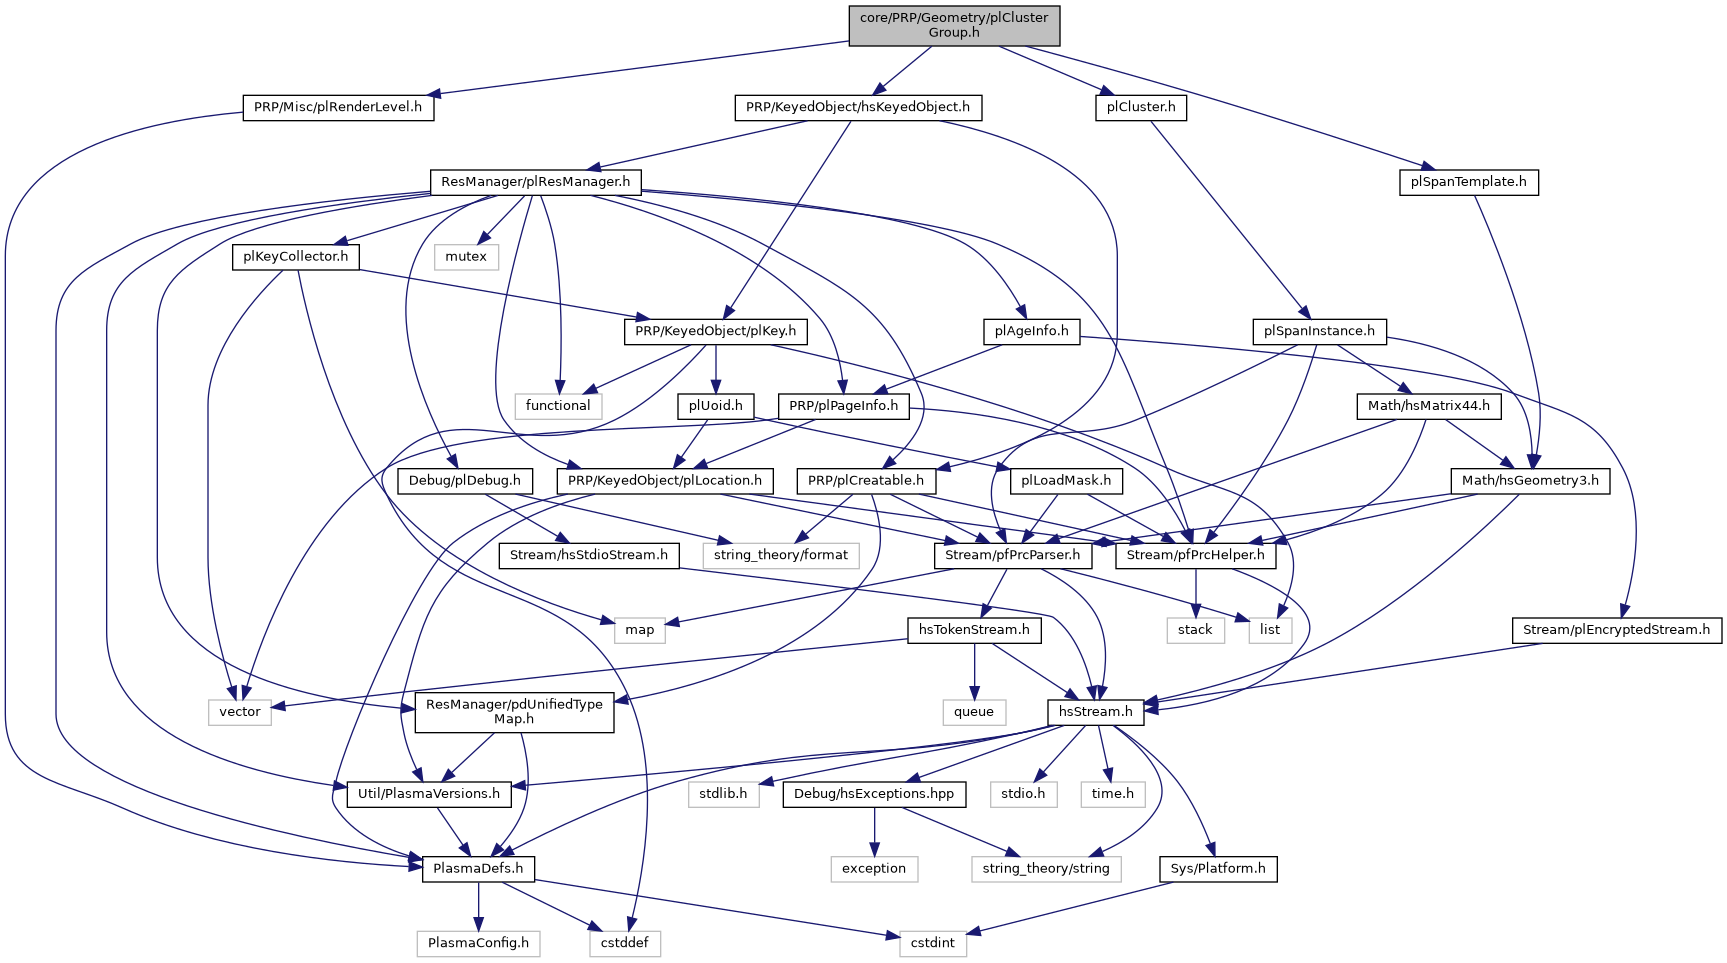 core/PRP/Geometry/plCluster
Group.h
PRP/Misc/plRenderLevel.h
PRP/KeyedObject/hsKeyedObject.h
plCluster.h
ResManager/plResManager.h
plSpanTemplate.h
plKeyCollector.h
mutex
PRP/KeyedObject/plKey.h
plAgeInfo.h
plSpanInstance.h
functional
plUoid.h
PRP/plPageInfo.h
Math/hsMatrix44.h
Debug/plDebug.h
PRP/KeyedObject/plLocation.h
PRP/plCreatable.h
plLoadMask.h
Math/hsGeometry3.h
Stream/hsStdioStream.h
string_theory/format
Stream/pfPrcParser.h
Stream/pfPrcHelper.h
map
hsTokenStream.h
stack
list
Stream/plEncryptedStream.h
vector
ResManager/pdUnifiedType
Map.h
queue
hsStream.h
Util/PlasmaVersions.h
stdlib.h
Debug/hsExceptions.hpp
stdio.h
time.h
PlasmaDefs.h
exception
string_theory/string
Sys/Platform.h
PlasmaConfig.h
cstddef
cstdint